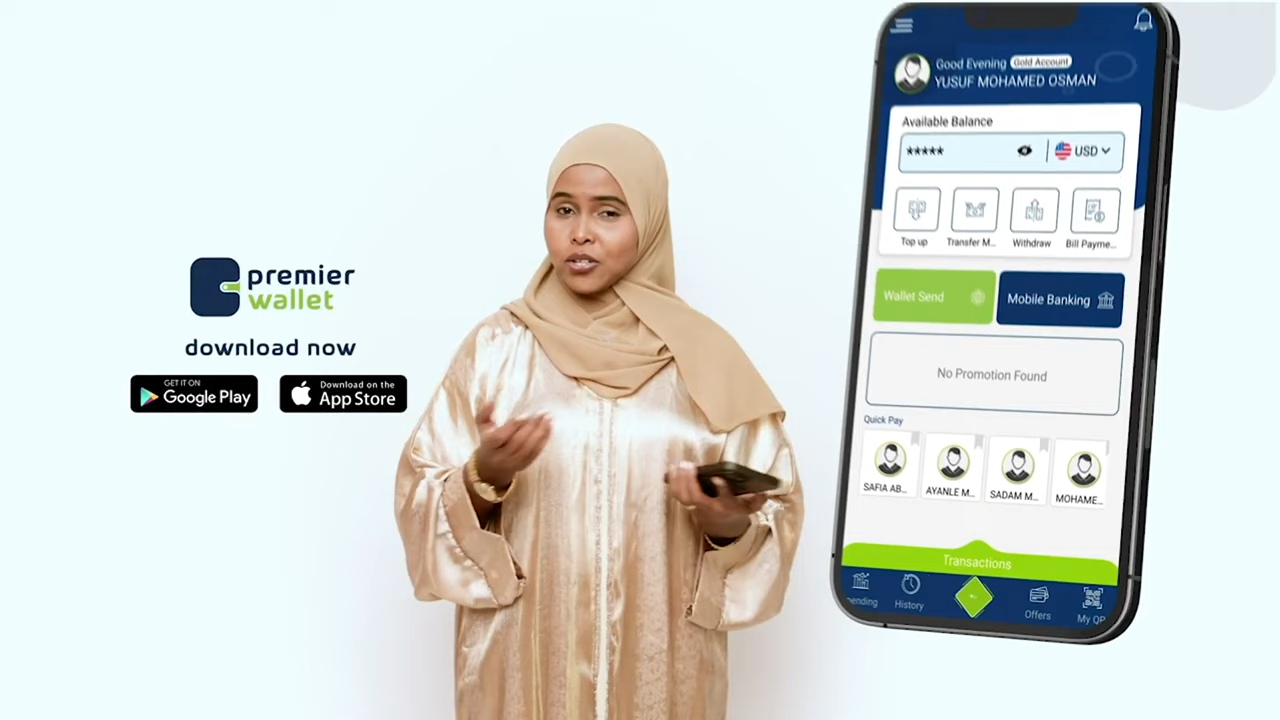 premier
wallet
download now
GET IT ON
Google Play
Download on the
App Store
Good Evening Gold Account
YUSUF MOHAMED OSMAN
Available Balance
***** USD
Top up Transfer M... Withdraw Bill Payme...
Wallet Send Mobile Banking
No Promotion Found
Quick Pay
SAFIA AB... AYANLE M... SADAM M... MOHAME...
Transactions
ending History Offers My QR